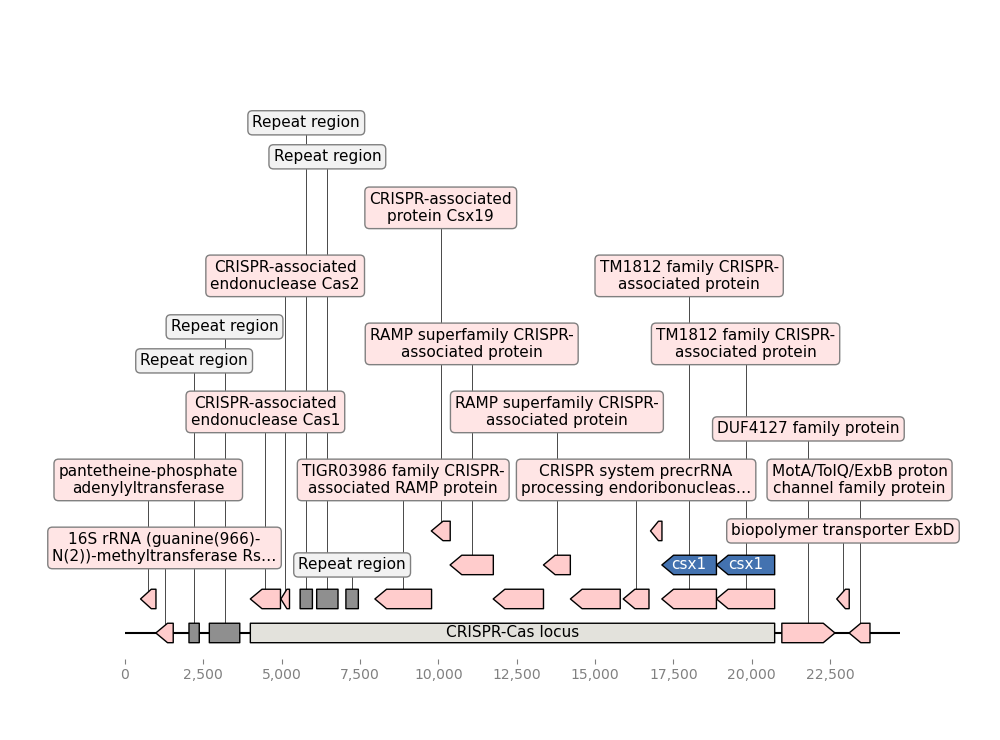 Repeat region
Repeat region
CRISPR-associated
protein Csx19
CRISPR-associated
endonuclease Cas2
TM1812 family CRISPR-
associated protein
Repeat region
RAMP superfamily CRISPR-
associated protein
TM1812 family CRISPR-
associated protein
Repeat region
CRISPR-associated
endonuclease Cas1
RAMP superfamily CRISPR-
associated protein
DUF4127 family protein
pantetheine-phosphate
adenylyltransferase
TIGR03986 family CRISPR-
associated RAMP protein
CRISPR system precrRNA
processing endoribonucleas...
MotA/TolQ/ExbB proton
channel family protein
16S rRNA (guanine(966)-
N(2))-methyltransferase Rs...
biopolymer transporter ExbD
Repeat region
csx1
csx1
CRISPR-Cas locus
0
2,500
5,000
7,500
10,000
12,500
15,000
17,500
20,000
22,500